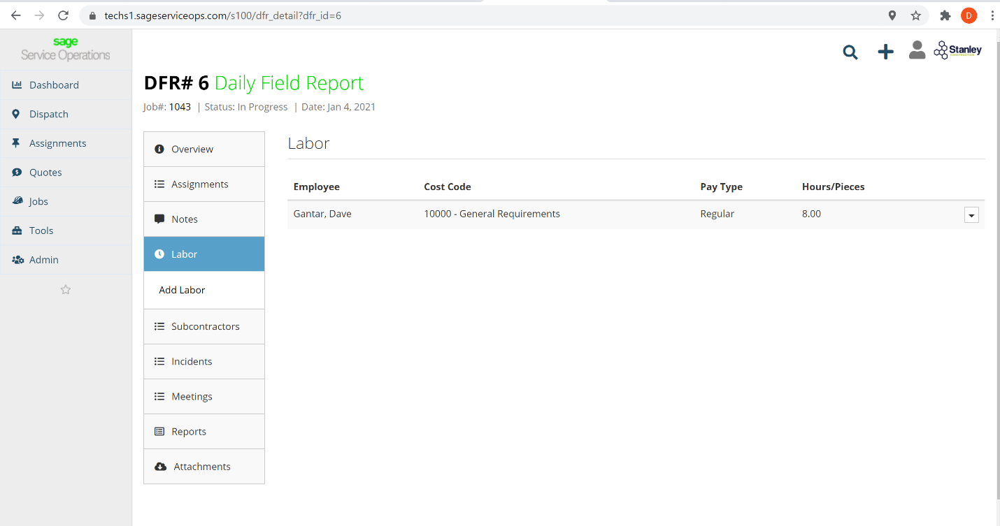 techs1.sageserviceops.com/s100/dfr_detail?dfr_id=6
D
sage
Service Operations
Stanley
CONSTRUCTION
Dashboard
Dispatch
Assignments
Quotes
Jobs
Tools
Admin
DFR# 6 Daily Field Report
Job#: 1043 | Status: In Progress | Date: Jan 4, 2021
Overview
Assignments
Notes
Labor
Add Labor
Subcontractors
Incidents
Meetings
Reports
Attachments
Labor
Employee Cost Code Pay Type Hours/Pieces
Gantar, Dave 10000 - General Requirements Regular 8.00